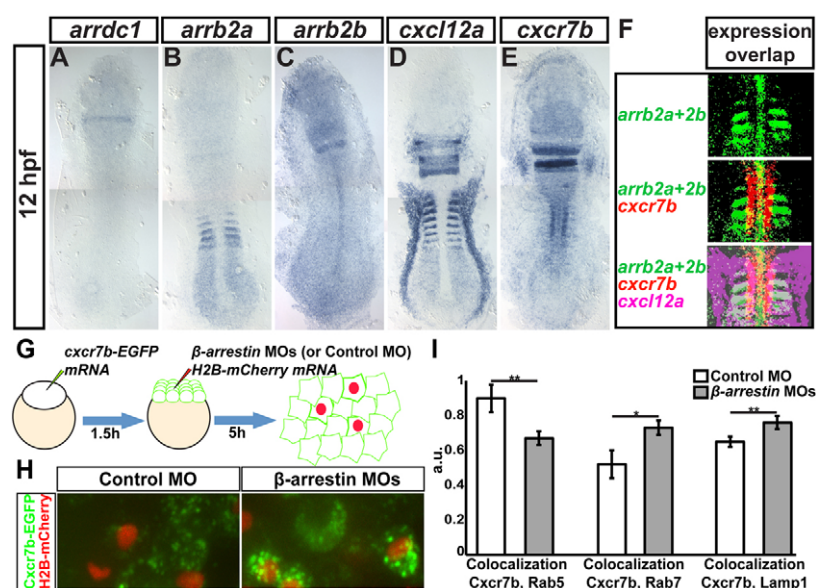 arrdc1 arrb2a arrb2b cxcl12a cxcr7b
A B C D E F
expression
overlap
12 hpf
arrb2a+2b
arrb2a+2b
cxcr7b
arrb2a+2b
cxcr7b
cxcl12a
G
cxcr7b-EGFP
mRNA
β-arrestin MOs (or Control MO)
H2B-mCherry mRNA
1.5h
5h
H
Control MO
β-arrestin MOs
Cxcr7b-EGFP
H2B-mCherry
I
Control MO
β-arrestin MOs
a.u.
1
0.8
0.6
0.4
0.2
0
**
*
**
Colocalization
Cxcr7b, Rab5
Colocalization
Cxcr7b, Rab7
Colocalization
Cxcr7b, Lamp1